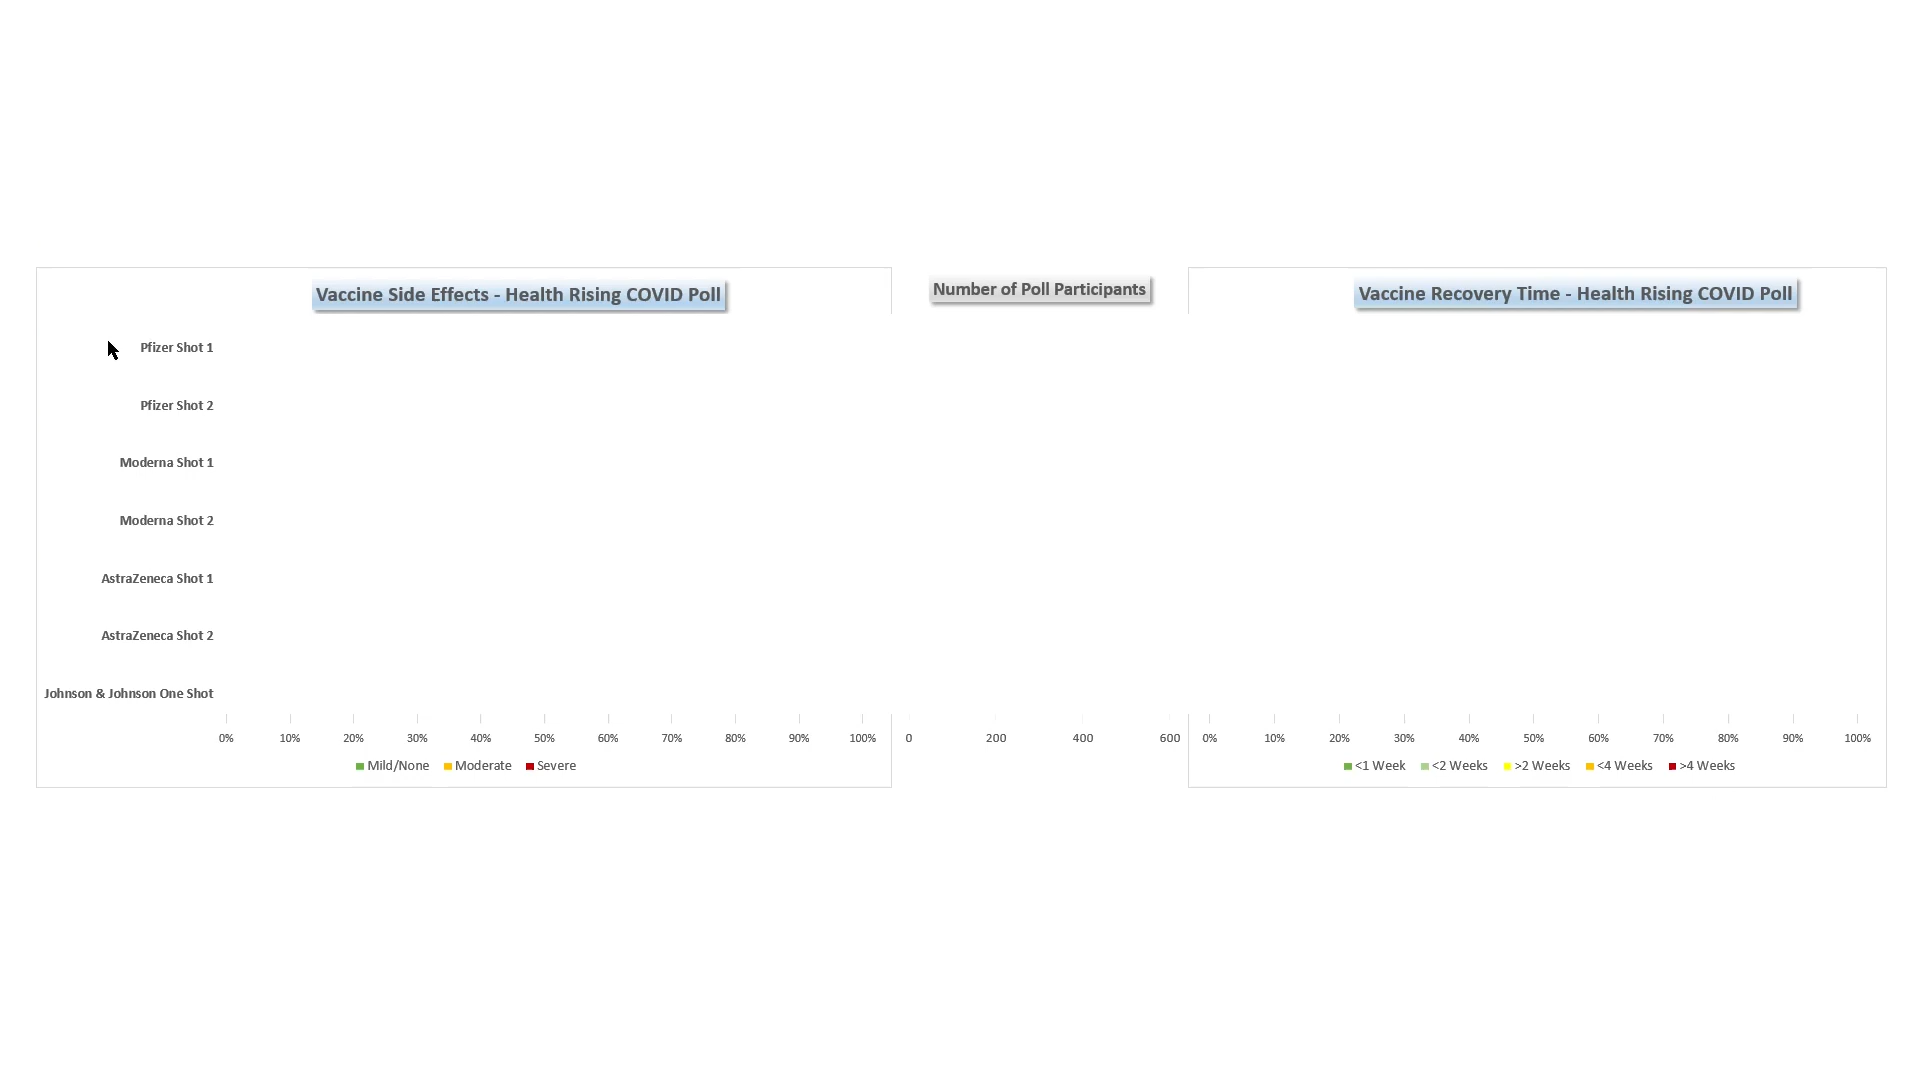 Vaccine Side Effects - Health Rising COVID Poll
Number of Poll Participants
Vaccine Recovery Time - Health Rising COVID Poll
Pfizer Shot 1
Pfizer Shot 2
Moderna Shot 1
Moderna Shot 2
AstraZeneca Shot 1
AstraZeneca Shot 2
Johnson & Johnson One Shot
0% 10% 20% 30% 40% 50% 60% 70% 80% 90% 100%
0 200 400 600
0% 10% 20% 30% 40% 50% 60% 70% 80% 90% 100%
Mild/None Moderate Severe
<1 Week <2 Weeks >2 Weeks <4 Weeks >4 Weeks